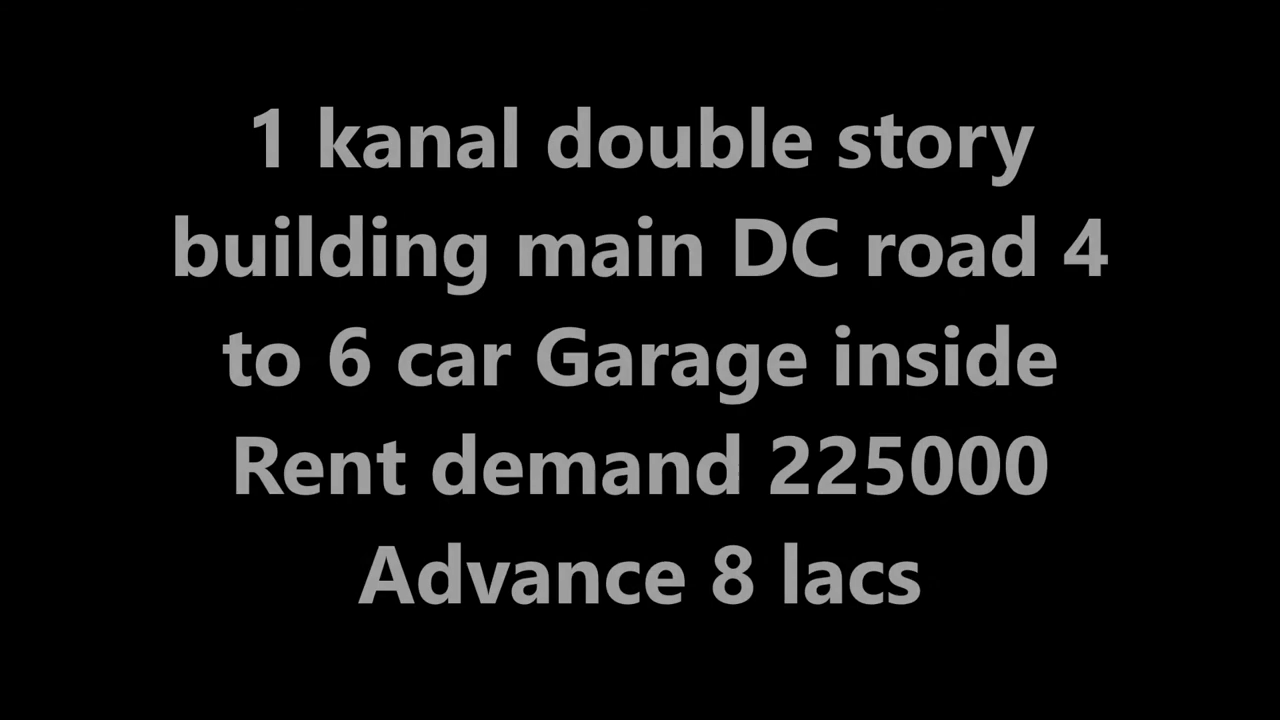 1 kanal double story
building main DC road 4
to 6 car Garage inside
Rent demand 225000
Advance 8 lacs